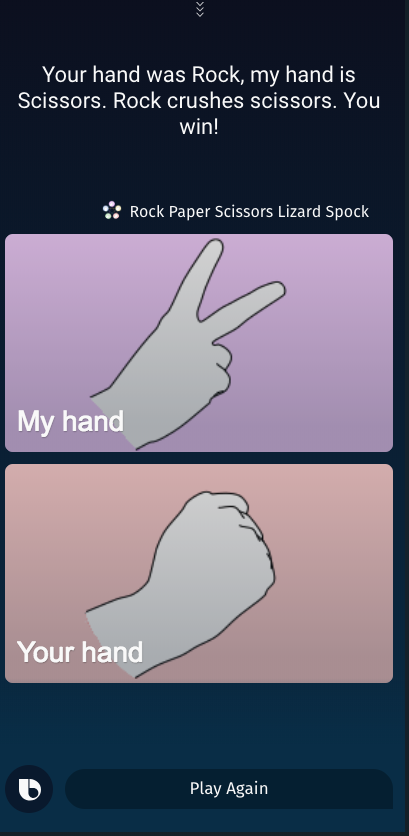 Your hand was Rock, my hand is
Scissors. Rock crushes scissors. You
win!
Rock Paper Scissors Lizard Spock
My hand
Your hand
Play Again